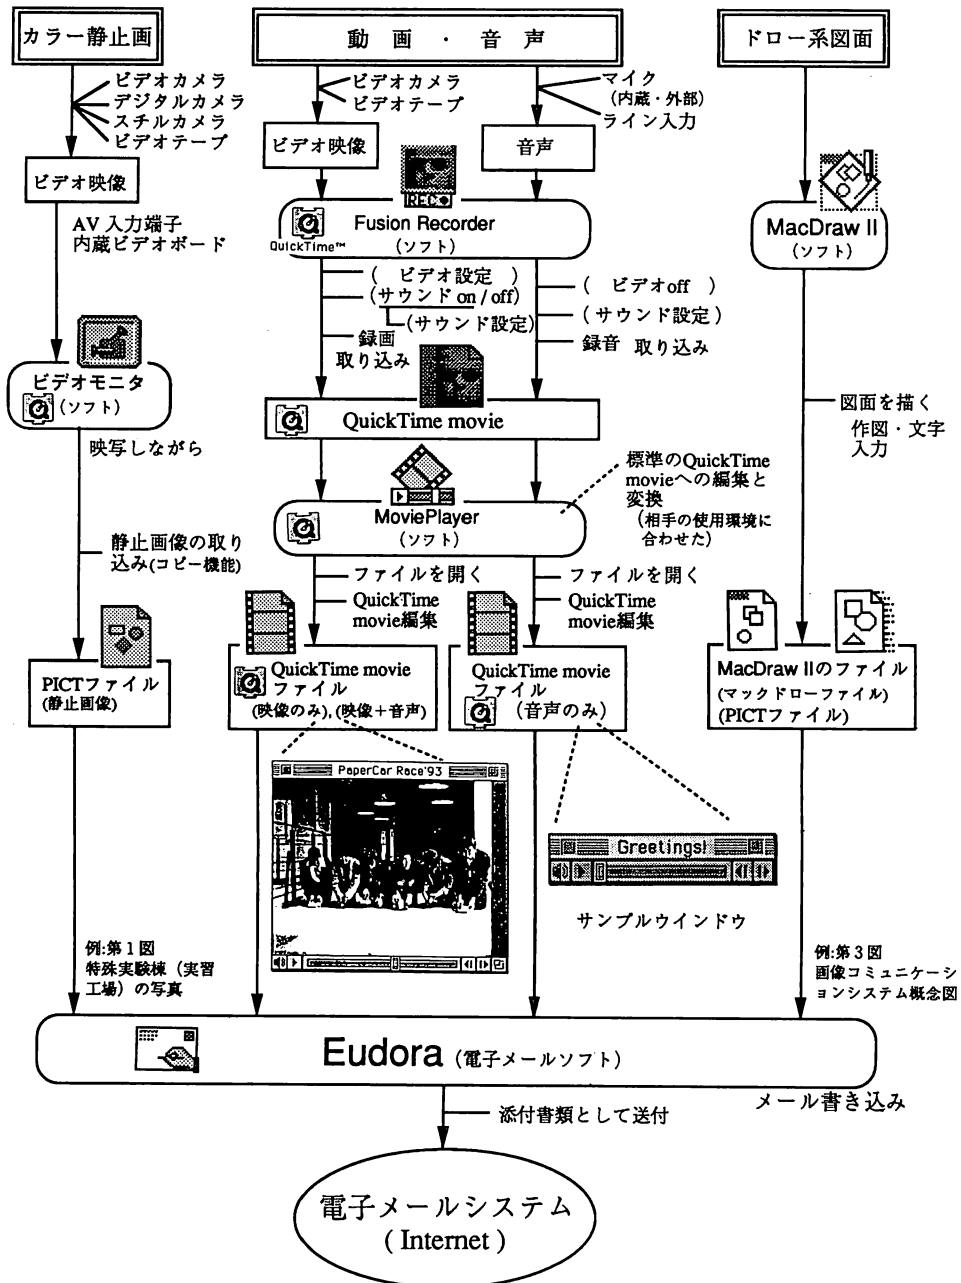 カラー静止画
ビデオカメラ
デジタルカメラ
スチルカメラ
ビデオテープ
ビデオ映像
AV 入力端子
内蔵ビデオボード
ビデオモニタ
(ソフト)
映写しながら
静止画像の取り
込み(コピー機能)
PICTファイル
(静止画像)
例:第1図
特殊実験棟(実習
工場)の写真
動画・音声
ビデオカメラ
ビデオテープ
ビデオ映像
マイク
(内蔵・外部)
ライン入力
音声
REC
Fusion Recorder
(ソフト)
QuickTime™
( ビデオ設定 )
(サウンド on / off)
(サウンド設定)
録画
取り込み
( ビデオoff )
(サウンド設定)
録音 取り込み
QuickTime movie
MoviePlayer
(ソフト)
標準のQuickTime
movieへの編集と
変換
(相手の使用環境に
合わせた)
ファイルを開く
QuickTime
movie編集
ファイルを開く
QuickTime
movie編集
QuickTime movie
ファイル
(映像のみ),(映像+音声)
QuickTime movie
ファイル
(音声のみ)
PaperCar Race'93
Greetings!
サンプルウインドウ
ドロー系図面
MacDraw II
(ソフト)
図面を描く
作図・文字
入力
MacDraw IIのファイル
(マックドローファイル)
(PICTファイル)
例:第3図
画像コミュニケーシ
ョンシステム概念図
Eudora (電子メールソフト)
メール書き込み
添付書類として送付
電子メールシステム
( Internet )